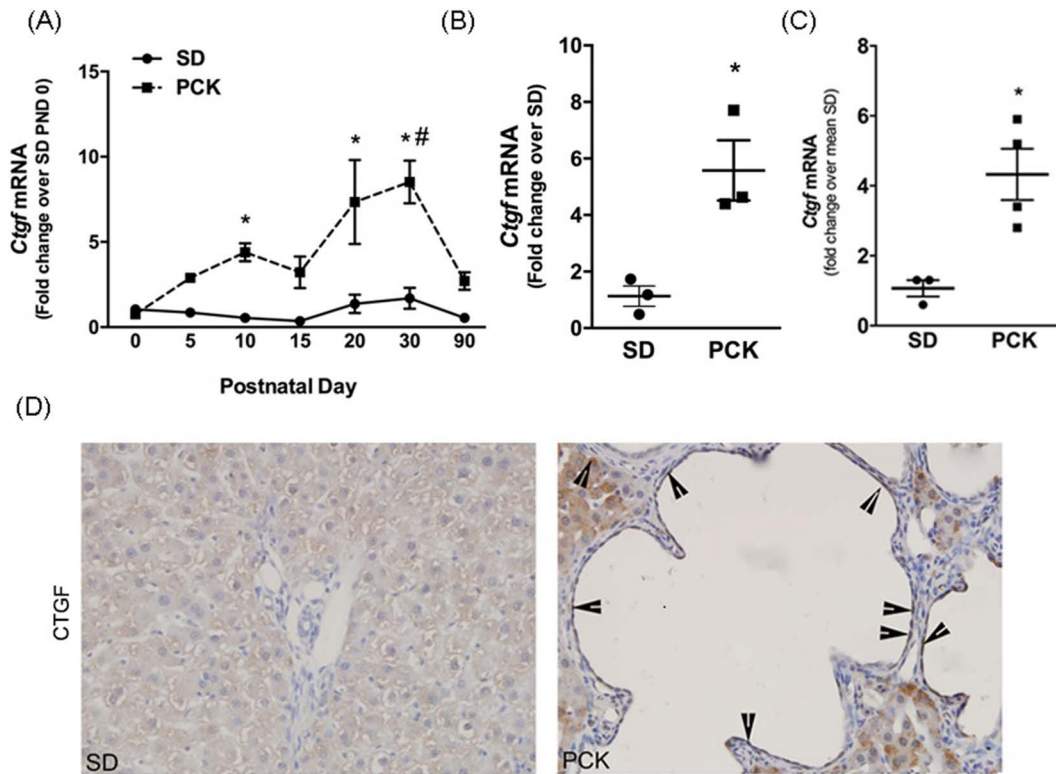 (A)
SD
PCK
Ctgf mRNA
(Fold change over SD PND 0)
15
10
5
0
*
*
*#
0 5 10 15 20 30 90
Postnatal Day
(B)
Ctgf mRNA
(Fold change over SD)
10
8
6
4
2
0
*
SD PCK
(C)
Ctgf mRNA
(fold change over mean SD)
8
6
4
2
0
*
SD PCK
(D)
CTGF
SD
PCK